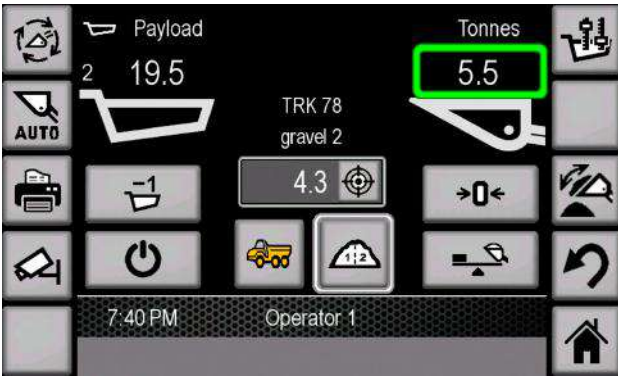 Payload
Tonnes
2 19.5
5.5
AUTO
TRK 78
gravel 2
-1
4.3
→0←
1 2
7:40 PM
Operator 1